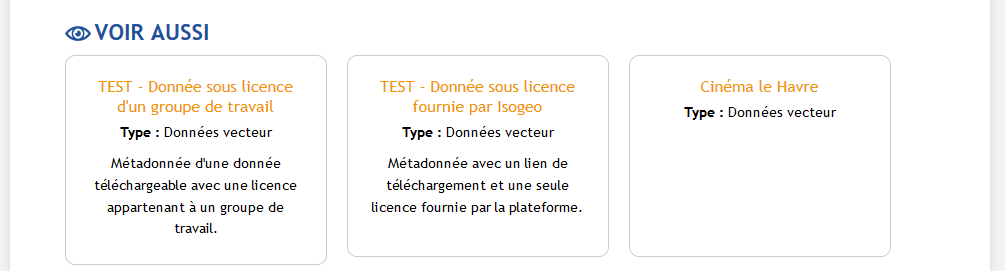 VOIR AUSSI
TEST - Donnée sous licence
d'un groupe de travail
Type : Données vecteur
Métadonnée d'une donnée
téléchargeable avec une licence
appartenant à un groupe de
travail.
TEST - Donnée sous licence
fournie par Isogeo
Type : Données vecteur
Métadonnée avec un lien de
téléchargement et une seule
licence fournie par la plateforme.
Cinéma le Havre
Type : Données vecteur